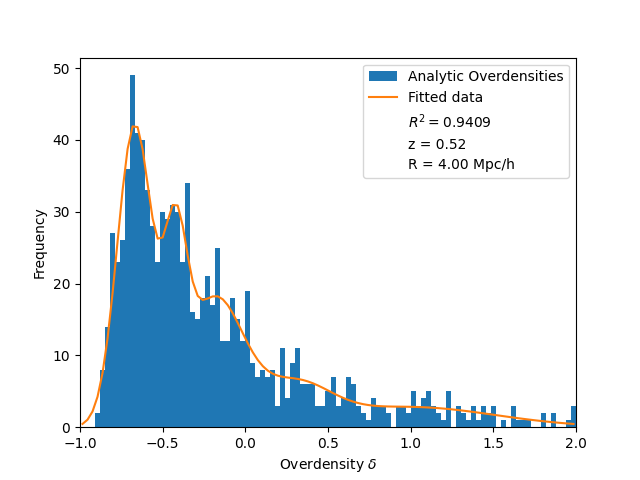 Analytic Overdensities
Fitted data
R² = 0.9409
z = 0.52
R = 4.00 Mpc/h
50
40
30
20
10
0
Frequency
−1.0 −0.5 0.0 0.5 1.0 1.5 2.0
Overdensity δ